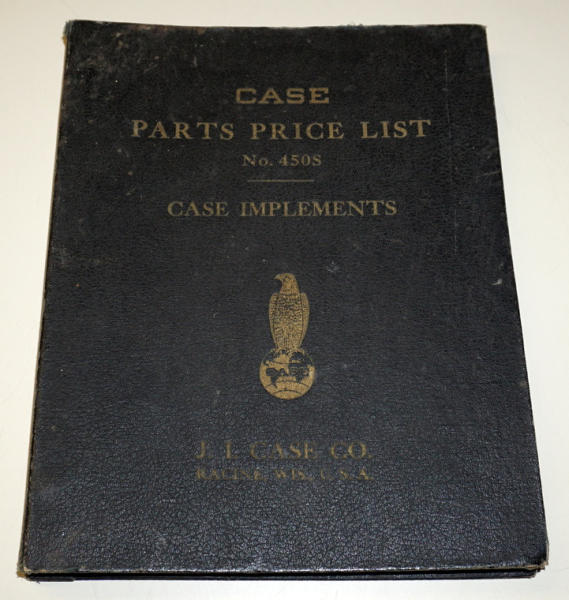 CASE
PARTS PRICE LIST
No. 450S
CASE IMPLEMENTS
J. I. CASE CO.
RACINE, WIS., U. S. A.